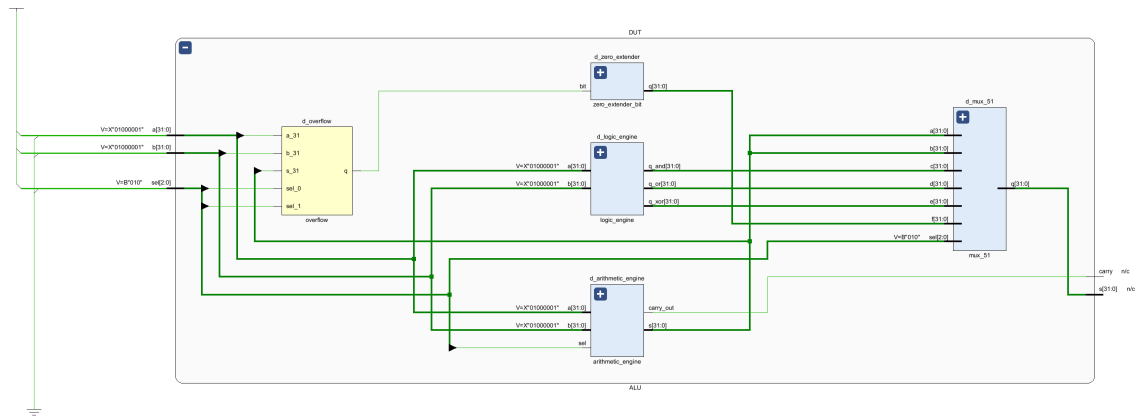 DUT
d_zero_extender
bit q[31:0]
zero_extender_bit
d_mux_51
d_overflow
V=X"01000001" a[31:0]
a_31
V=X"01000001" b[31:0]
b_31
s_31 q
V=B"010" sel[2:0]
sel_0
sel_1
overflow
d_logic_engine
V=X"01000001" a[31:0] q_and[31:0]
V=X"01000001" b[31:0] q_or[31:0]
q_xor[31:0]
logic_engine
a[31:0]
b[31:0]
c[31:0]
d[31:0] q[31:0]
e[31:0]
f[31:0]
V=B"010" sel[2:0]
mux_51
d_arithmetic_engine
V=X"01000001" a[31:0] carry_out
V=X"01000001" b[31:0] s[31:0]
sel
arithmetic_engine
carry n/c
s[31:0] n/c
ALU